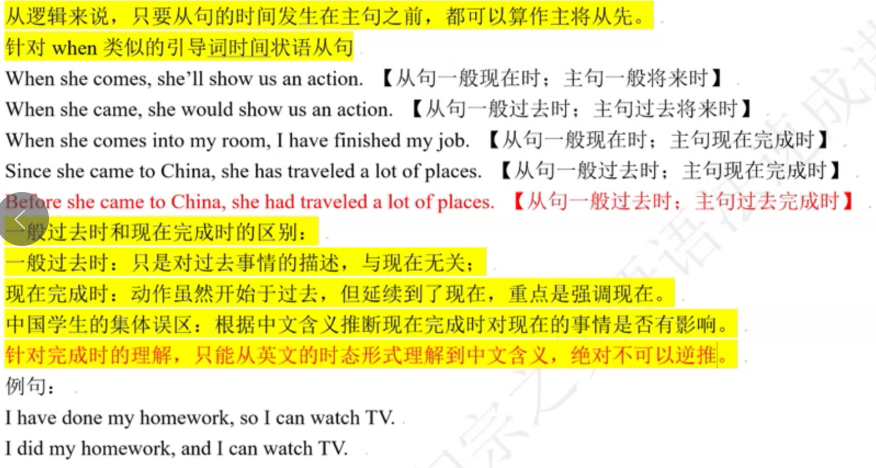 从逻辑来说，只要从句的时间发生在主句之前，都可以算作主将从先。
针对 when 类似的引导词时间状语从句
When she comes, she’ll show us an action. 【从句一般现在时；主句一般将来时】
When she came, she would show us an action. 【从句一般过去时；主句过去将来时】
When she comes into my room, I have finished my job. 【从句一般现在时；主句现在完成时】
Since she came to China, she has traveled a lot of places. 【从句一般过去时；主句现在完成时】
Before she came to China, she had traveled a lot of places. 【从句一般过去时；主句过去完成时】
一般过去时和现在完成时的区别：
一般过去时：只是对过去事情的描述，与现在无关；
现在完成时：动作虽然开始于过去，但延续到了现在，重点是强调现在。
中国学生的集体误区：根据中文含义推断现在完成时对现在的事情是否有影响。
针对完成时的理解，只能从英文的时态形式理解到中文含义，绝对不可以逆推。
例句：
I have done my homework, so I can watch TV.
I did my homework, and I can watch TV.